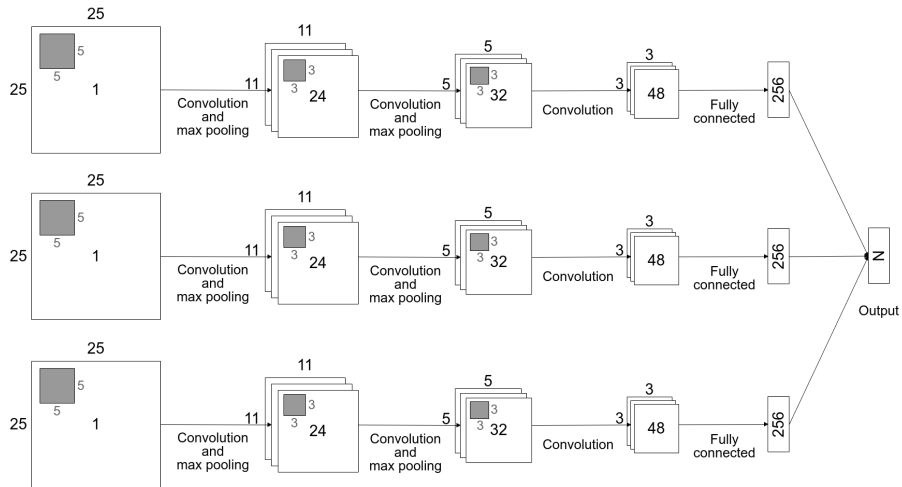 25
11
5
3
5
3
3
25
5
1
11
3
24
5
3
32
3
48
256
Convolution
and
max pooling
Convolution
and
max pooling
Convolution
Fully
connected
25
11
5
3
5
3
3
25
5
1
11
3
24
5
3
32
3
48
256
N
Convolution
and
max pooling
Convolution
and
max pooling
Convolution
Fully
connected
Output
25
11
5
3
5
3
3
25
5
1
11
3
24
5
3
32
3
48
256
Convolution
and
max pooling
Convolution
and
max pooling
Convolution
Fully
connected